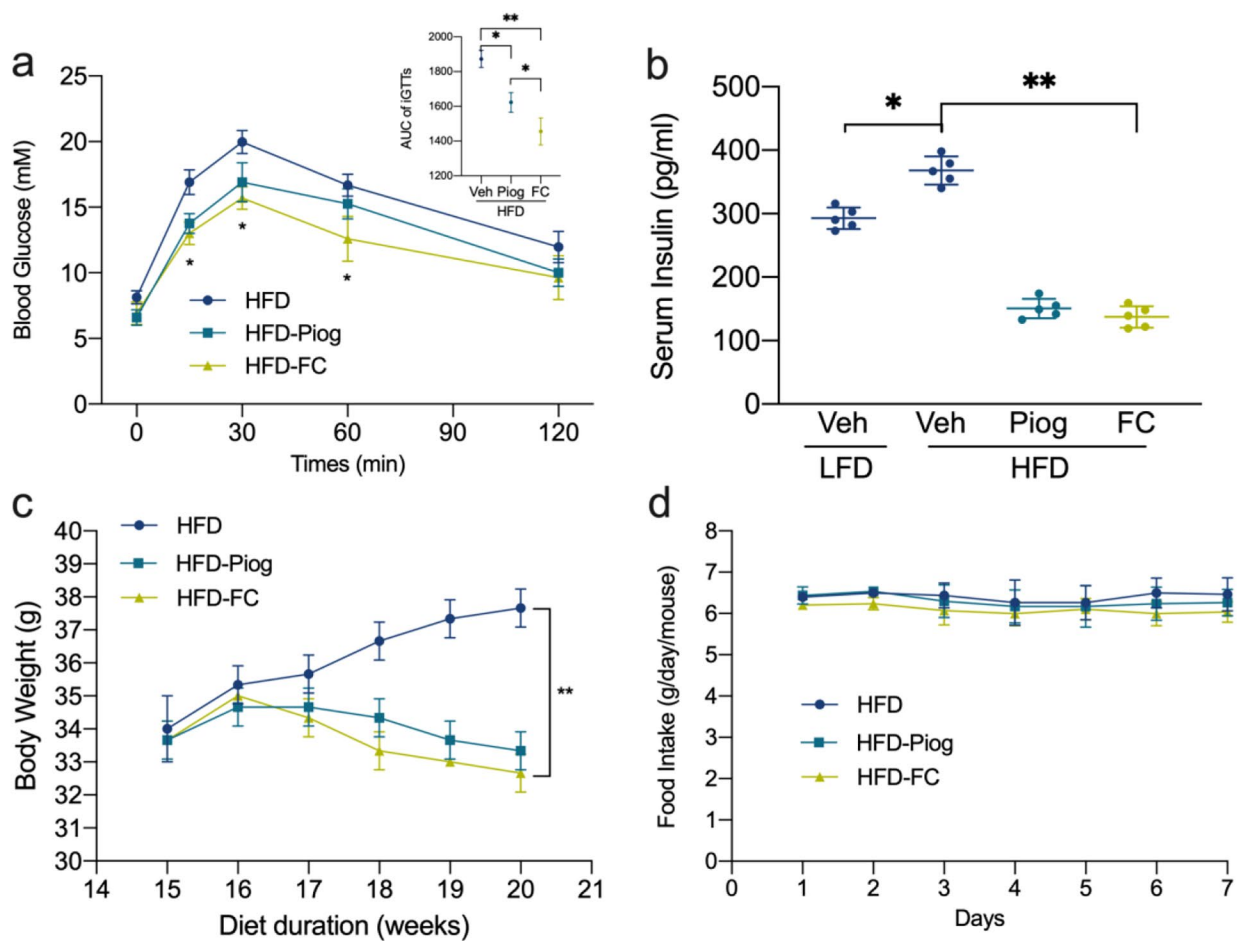 a
Blood Glucose (mM)
25
20
15
10
5
0
0 30 60 90 120
Times (min)
HFD
HFD-Piog
HFD-FC
*
*
*
AUC of iGTTs
2000
1800
1600
1400
1200
**
*
*
Veh Piog FC
HFD
b
Serum Insulin (pg/ml)
500
400
300
200
100
0
*
**
Veh Veh Piog FC
LFD HFD
c
Body Weight (g)
HFD
HFD-Piog
HFD-FC
40
39
38
37
36
35
34
33
32
31
30
**
14 15 16 17 18 19 20 21
Diet duration (weeks)
d
Food Intake (g/day/mouse)
8
7
6
5
4
3
2
1
0
HFD
HFD-Piog
HFD-FC
0 1 2 3 4 5 6 7
Days